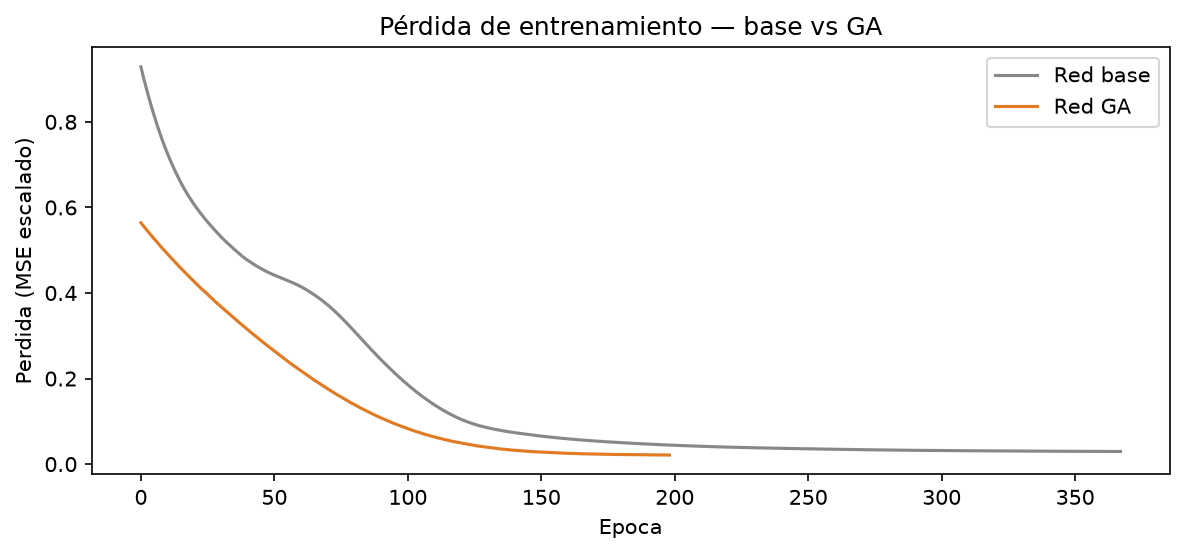 Pérdida de entrenamiento — base vs GA
Red base
Red GA
Perdida (MSE escalado)
0.8
0.6
0.4
0.2
0.0
0 50 100 150 200 250 300 350
Epoca